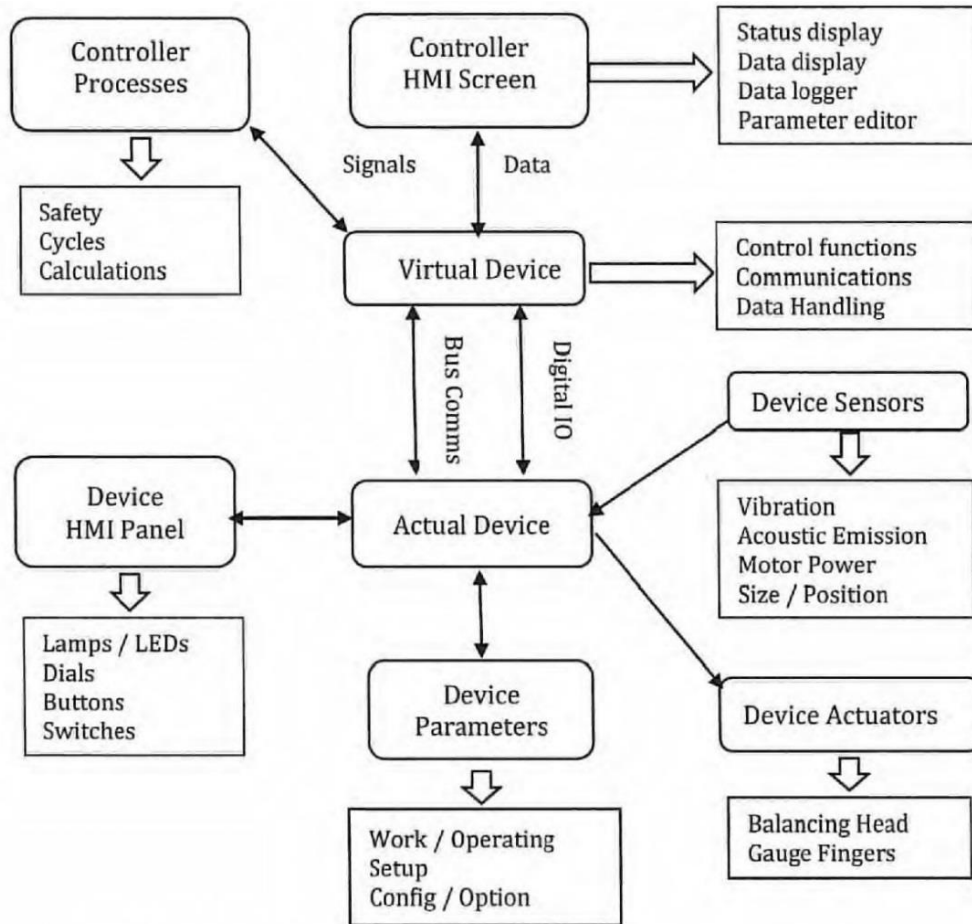 Controller
Processes
Controller
HMI Screen
Status display
Data display
Data logger
Parameter editor
Signals
Data
Safety
Cycles
Calculations
Virtual Device
Control functions
Communications
Data Handling
Bus Comms
Digital IO
Device Sensors
Device
HMI Panel
Actual Device
Vibration
Acoustic Emission
Motor Power
Size / Position
Lamps / LEDs
Dials
Buttons
Switches
Device
Parameters
Device Actuators
Work / Operating
Setup
Config / Option
Balancing Head
Gauge Fingers